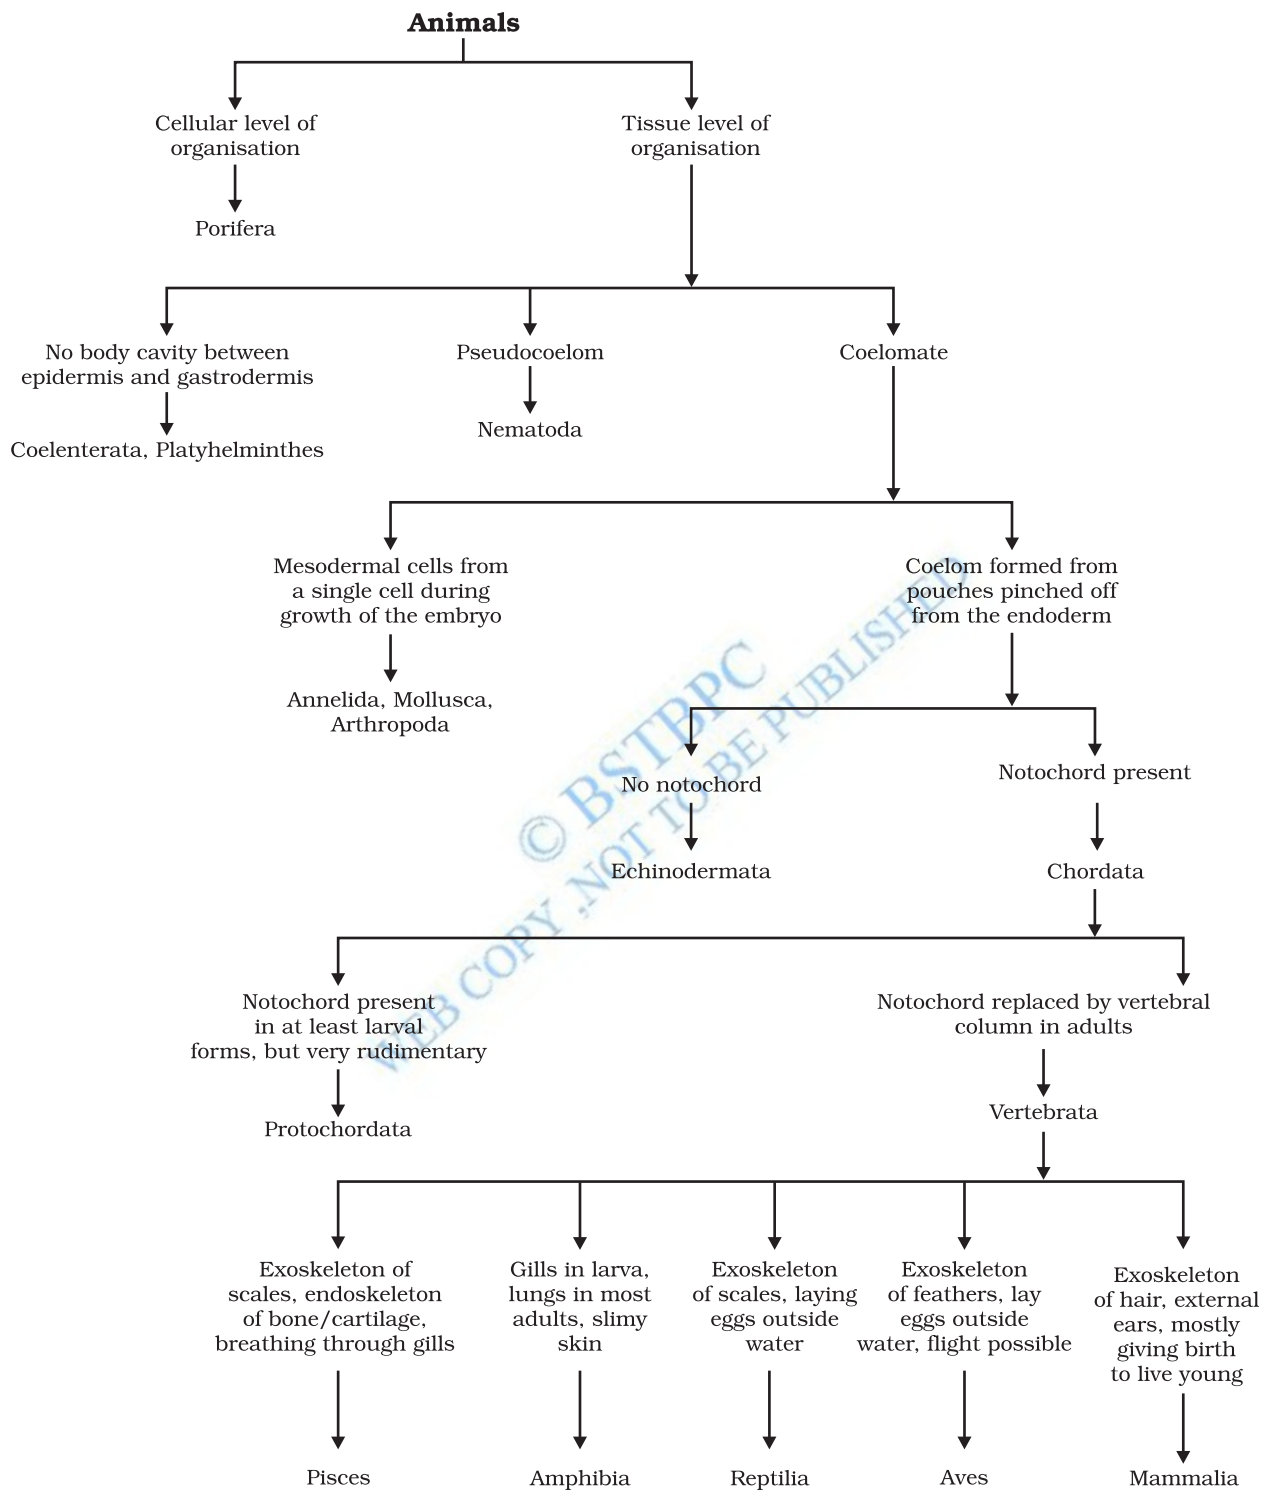 Animals
Cellular level of
organisation
Tissue level of
organisation
Porifera
No body cavity between
epidermis and gastrodermis
Pseudocoelom
Coelomate
Nematoda
Coelenterata, Platyhelminthes
Mesodermal cells from
a single cell during
growth of the embryo
Coelom formed from
pouches pinched off
from the endoderm
Annelida, Mollusca,
Arthropoda
No notochord
Notochord present
Echinodermata
Chordata
Notochord present
in at least larval
forms, but very rudimentary
Notochord replaced by vertebral
column in adults
Vertebrata
Protochordata
Exoskeleton of
scales, endoskeleton
of bone/cartilage,
breathing through gills
Gills in larva,
lungs in most
adults, slimy
skin
Exoskeleton
of scales, laying
eggs outside
water
Exoskeleton
of feathers, lay
eggs outside
water, flight possible
Exoskeleton
of hair, external
ears, mostly
giving birth
to live young
Pisces
Amphibia
Reptilia
Aves
Mammalia
© BSTBPC
WEB COPY ,NOT TO BE PUBLISHED